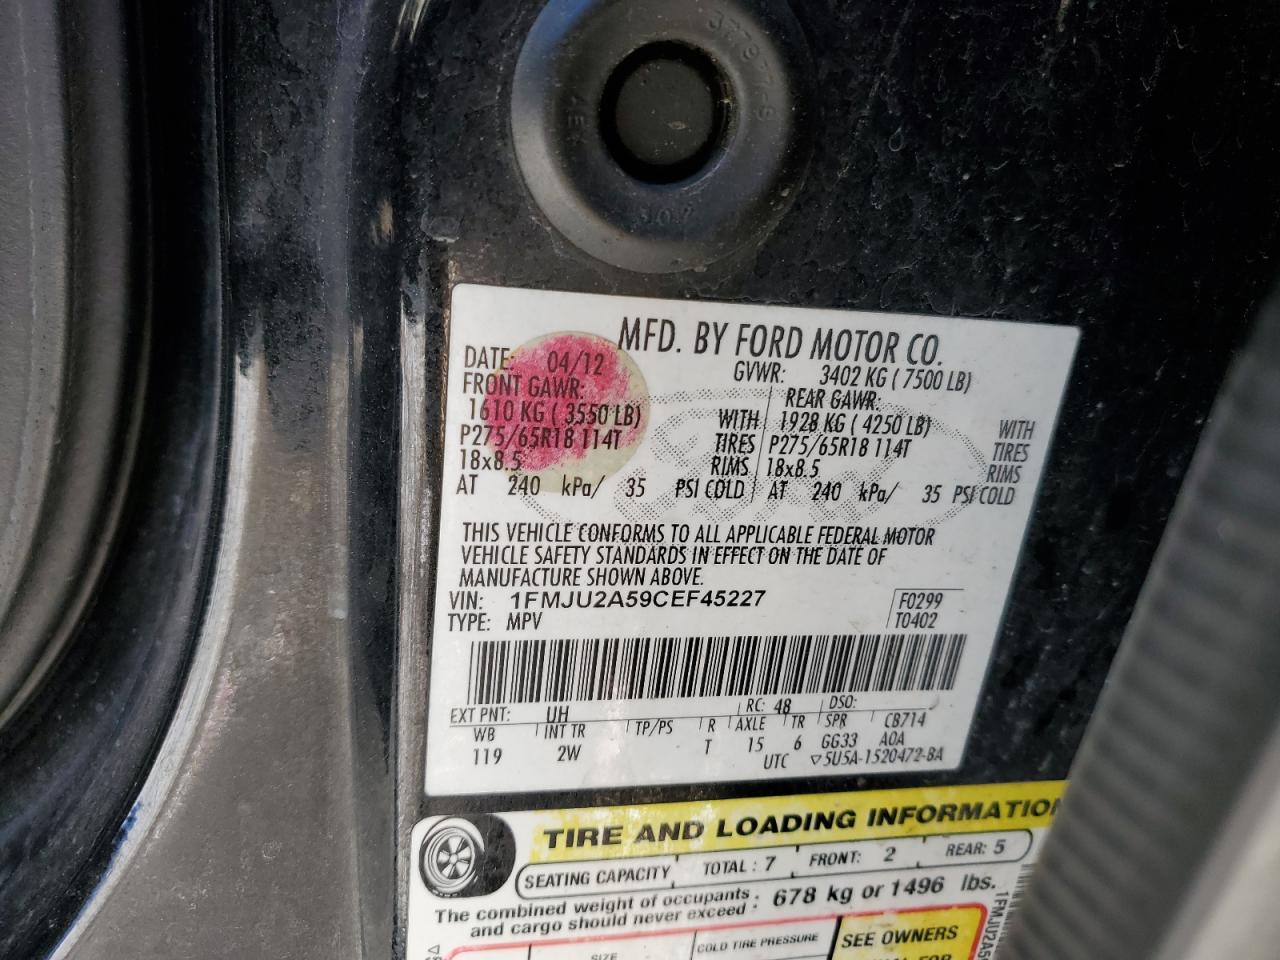 37977-S
307
MFD. BY FORD MOTOR CO.
DATE: 04/12 GVWR: 3402 KG ( 7500 LB)
FRONT GAWR: REAR GAWR:
1610 KG ( 3550 LB) WITH 1928 KG ( 4250 LB) WITH
P275/65R18 114T TIRES P275/65R18 114T TIRES
18x8.5 RIMS 18x8.5 RIMS
AT 240 kPa/ 35 PSI COLD AT 240 kPa/ 35 PSI COLD
THIS VEHICLE CONFORMS TO ALL APPLICABLE FEDERAL MOTOR
VEHICLE SAFETY STANDARDS IN EFFECT ON THE DATE OF
MANUFACTURE SHOWN ABOVE.
VIN: 1FMJU2A59CEF45227 F0299
TYPE: MPV T0402
EXT PNT: UH RC: 48 DSO:
WB INT TR TP/PS R AXLE TR SPR CB714
119 2W T 15 6 GG33 A0A
UTC ▽5U5A-1520472-BA
TIRE AND LOADING INFORMATION
SEATING CAPACITY TOTAL : 7 FRONT: 2 REAR: 5
The combined weight of occupants : 678 kg or 1496 lbs.
and cargo should never exceed :
SIZE COLD TIRE PRESSURE SEE OWNERS
FOR
1FMJU2A59